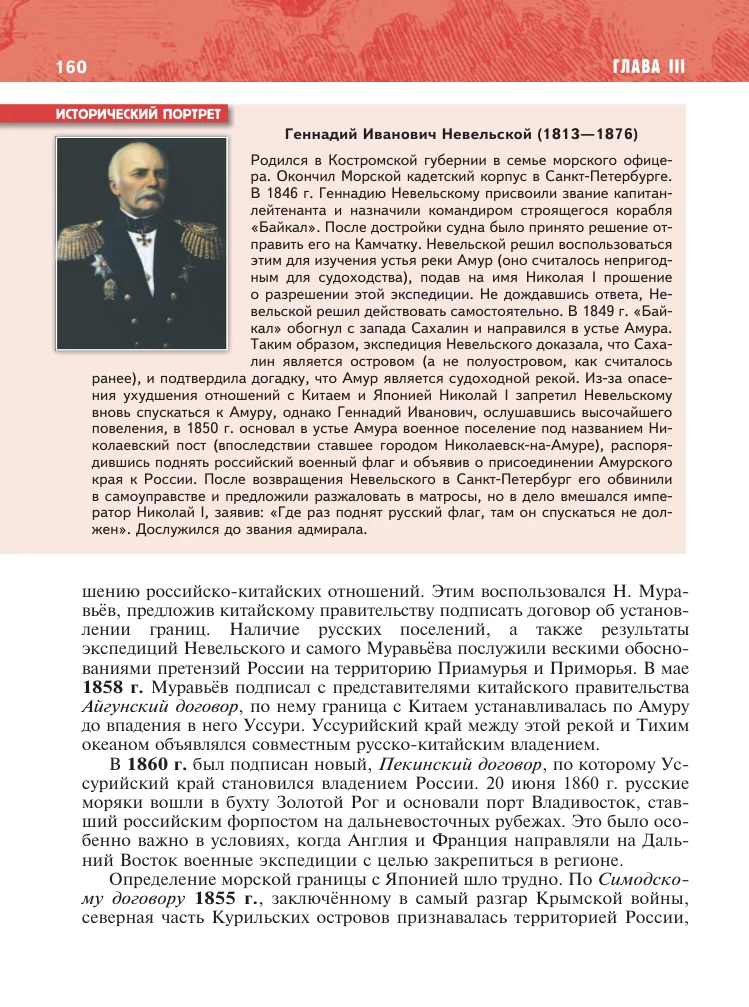 160
ГЛАВА III
ИСТОРИЧЕСКИЙ ПОРТРЕТ
Геннадий Иванович Невельской (1813—1876)
Родился в Костромской губернии в семье морского офице-
ра. Окончил Морской кадетский корпус в Санкт-Петербурге.
В 1846 г. Геннадию Невельскому присвоили звание капитан-
лейтенанта и назначили командиром строящегося корабля
«Байкал». После достройки судна было принято решение от-
править его на Камчатку. Невельской решил воспользоваться
этим для изучения устья реки Амур (оно считалось непригод-
ным для судоходства), подав на имя Николая I прошение
о разрешении этой экспедиции. Не дождавшись ответа, Не-
вельской решил действовать самостоятельно. В 1849 г. «Бай-
кал» обогнул с запада Сахалин и направился в устье Амура.
Таким образом, экспедиция Невельского доказала, что Саха-
лин является островом (а не полуостровом, как считалось
ранее), и подтвердила догадку, что Амур является судоходной рекой. Из-за опасе-
ния ухудшения отношений с Китаем и Японией Николай I запретил Невельскому
вновь спускаться к Амуру, однако Геннадий Иванович, ослушавшись высочайшего
повеления, в 1850 г. основал в устье Амура военное поселение под названием Ни-
колаевский пост (впоследствии ставшее городом Николаевск-на-Амуре), распоря-
дившись поднять российский военный флаг и объявив о присоединении Амурского
края к России. После возвращения Невельского в Санкт-Петербург его обвинили
в самоуправстве и предложили разжаловать в матросы, но в дело вмешался импе-
ратор Николай I, заявив: «Где раз поднят русский флаг, там он спускаться не дол-
жен». Дослужился до звания адмирала.
шению российско-китайских отношений. Этим воспользовался Н. Мура-
вьёв, предложив китайскому правительству подписать договор об установ-
лении границ. Наличие русских поселений, а также результаты
экспедиций Невельского и самого Муравьёва послужили вескими обосно-
ваниями претензий России на территорию Приамурья и Приморья. В мае
1858 г. Муравьёв подписал с представителями китайского правительства
Айгунский договор, по нему граница с Китаем устанавливалась по Амуру
до впадения в него Уссури. Уссурийский край между этой рекой и Тихим
океаном объявлялся совместным русско-китайским владением.
В 1860 г. был подписан новый, Пекинский договор, по которому Ус-
сурийский край становился владением России. 20 июня 1860 г. русские
моряки вошли в бухту Золотой Рог и основали порт Владивосток, став-
ший российским форпостом на дальневосточных рубежах. Это было осо-
бенно важно в условиях, когда Англия и Франция направляли на Даль-
ний Восток военные экспедиции с целью закрепиться в регионе.
Определение морской границы с Японией шло трудно. По Симодско-
му договору 1855 г., заключённому в самый разгар Крымской войны,
северная часть Курильских островов признавалась территорией России,